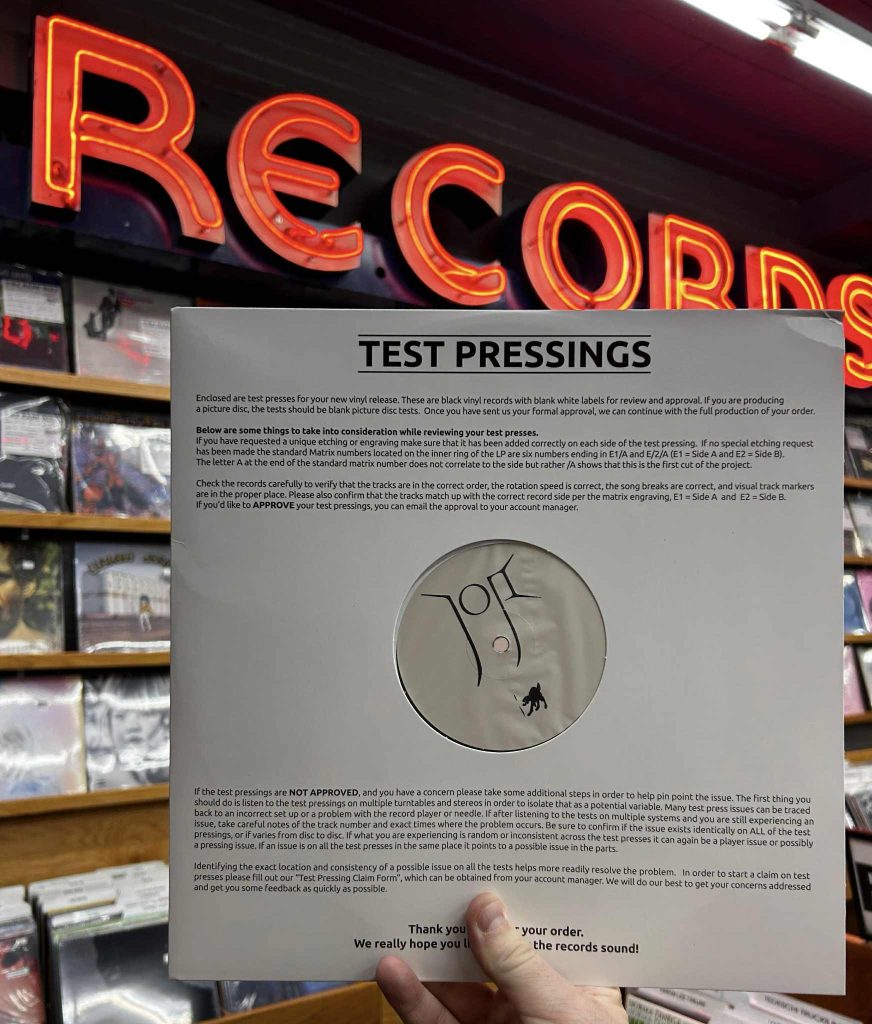 RECORDS
TEST PRESSINGS
Enclosed are test presses for your new vinyl release. These are black vinyl records with blank white labels for review and approval. If you are producing
a picture disc, the tests should be blank picture disc tests. Once you have sent us your formal approval, we can continue with the full production of your order.
Below are some things to take into consideration while reviewing your test presses.
If you have requested a unique etching or engraving make sure that it has been added correctly on each side of the test pressing. If no special etching request
has been made the standard Matrix numbers located on the inner ring of the LP are six numbers ending in E1/A and E/2/A (E1 = Side A and E2 = Side B).
The letter A at the end of the standard matrix number does not correlate to the side but rather /A shows that this is the first cut of the project.
Check the records carefully to verify that the tracks are in the correct order, the rotation speed is correct, the song breaks are correct, and visual track markers
are in the proper place. Please also confirm that the tracks match up with the correct record side per the matrix engraving, E1 = Side A and E2 = Side B.
If you'd like to APPROVE your test pressings, you can email the approval to your account manager.
If the test pressings are NOT APPROVED, and you have a concern please take some additional steps in order to help pin point the issue. The first thing you
should do is listen to the test pressings on multiple turntables and stereos in order to isolate that as a potential variable. Many test press issues can be traced
back to an incorrect set up or a problem with the record player or needle. If after listening to the tests on multiple systems and you are still experiencing an
issue, take careful notes of the track number and exact times where the problem occurs. Be sure to confirm if the issue exists identically on ALL of the test
pressings, or if varies from disc to disc. If what you are experiencing is random or inconsistent across the test presses it can again be a player issue or possibly
a pressing issue. If an issue is on all the test presses in the same place it points to a possible issue in the parts.
Identifying the exact location and consistency of a possible issue on all the tests helps more readily resolve the problem. In order to start a claim on test
presses please fill out our "Test Pressing Claim Form", which can be obtained from your account manager. We will do our best to get your concerns addressed
and get you some feedback as quickly as possible.
Thank you your order.
We really hope you the records sound!